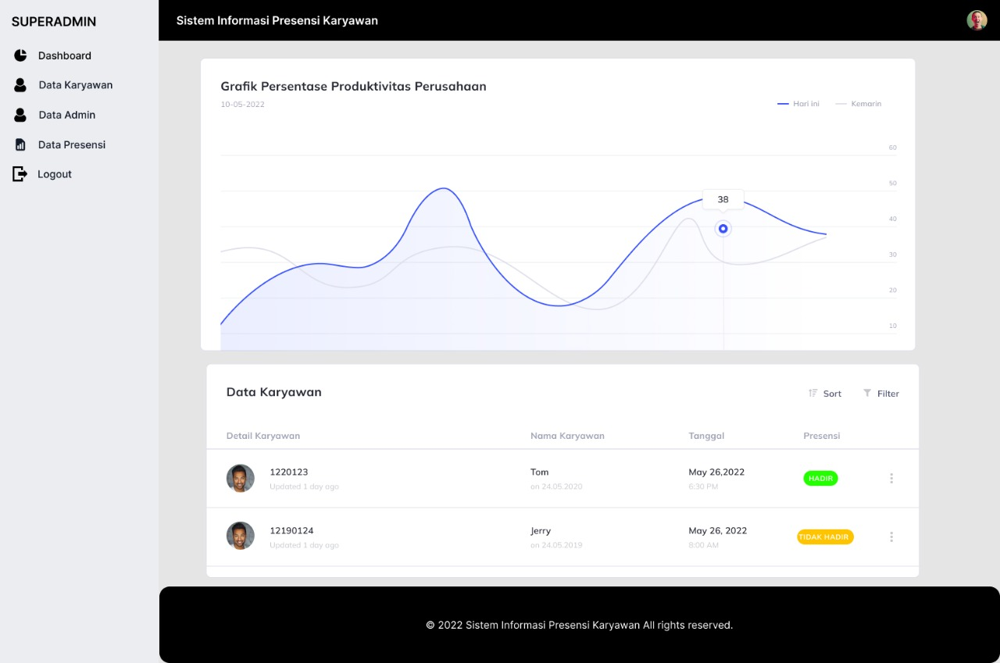 SUPERADMIN
Dashboard
Data Karyawan
Data Admin
Data Presensi
Logout
Sistem Informasi Presensi Karyawan
Grafik Persentase Produktivitas Perusahaan
10-05-2022
Hari ini
Kemarin
60
50
38
40
30
20
10
Data Karyawan
Sort
Filter
Detail Karyawan Nama Karyawan Tanggal Presensi
1220123 Tom May 26,2022 HADIR
Updated 1 day ago on 24.05.2020 6:30 PM
12190124 Jerry May 26, 2022 TIDAK HADIR
Updated 1 day ago on 24.05.2019 8:00 AM
© 2022 Sistem Informasi Presensi Karyawan All rights reserved.